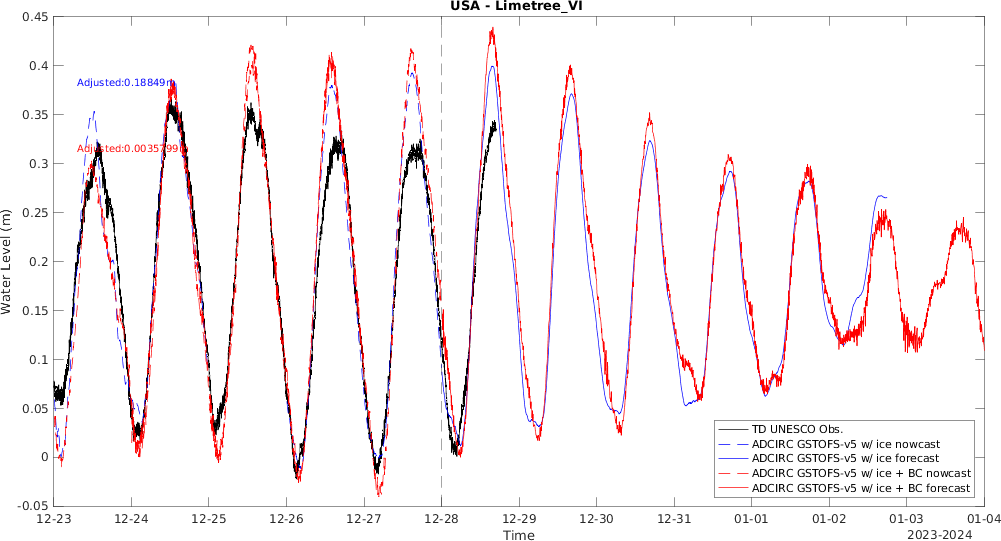 USA - Limetree_VI
0.45
0.4
0.35
0.3
0.25
0.2
0.15
0.1
0.05
0
-0.05
Water Level (m)
Adjusted:0.18849m
Adjusted:0.0035799m
TD UNESCO Obs.
ADCIRC GSTOFS-v5 w/ ice nowcast
ADCIRC GSTOFS-v5 w/ ice forecast
ADCIRC GSTOFS-v5 w/ ice + BC nowcast
ADCIRC GSTOFS-v5 w/ ice + BC forecast
12-23 12-24 12-25 12-26 12-27 12-28 12-29 12-30 12-31 01-01 01-02 01-03 01-04
Time
2023-2024